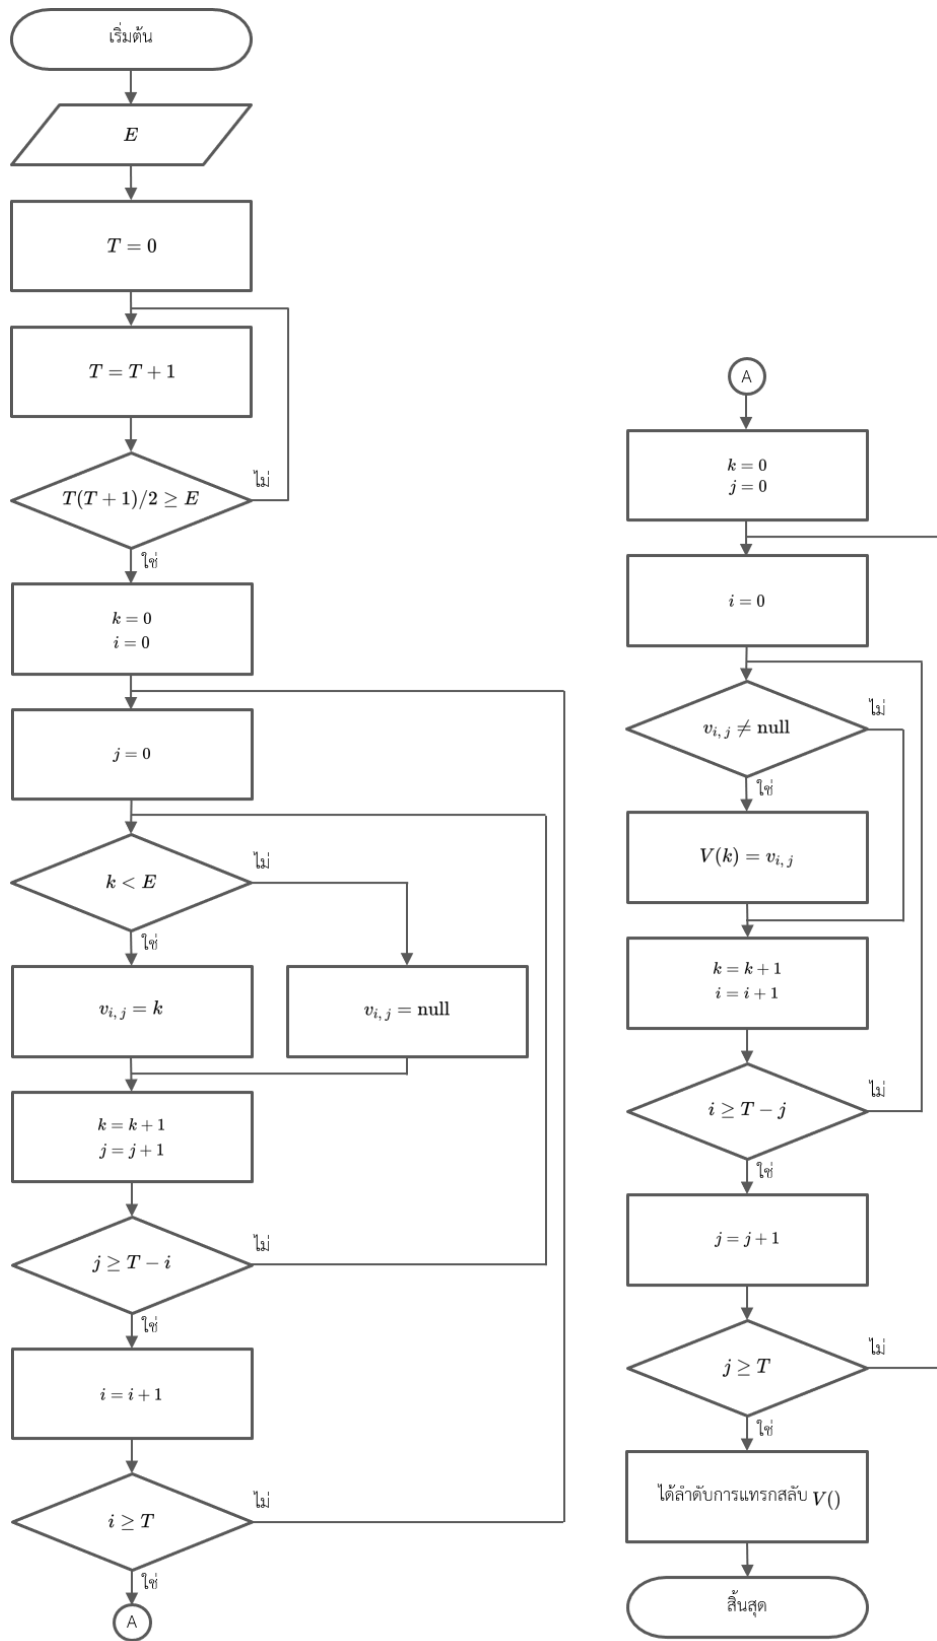 เริ่มต้น
E
T = 0
T = T + 1
T(T + 1)/2 ≥ E
ไม่
ใช่
k = 0
i = 0
j = 0
k < E
ไม่
ใช่
v_{i,j} = k
v_{i,j} = null
k = k + 1
j = j + 1
j ≥ T − i
ไม่
ใช่
i = i + 1
i ≥ T
ไม่
ใช่
A
A
k = 0
j = 0
i = 0
v_{i,j} ≠ null
ไม่
ใช่
V(k) = v_{i,j}
k = k + 1
i = i + 1
i ≥ T − j
ไม่
ใช่
j = j + 1
j ≥ T
ไม่
ใช่
ได้ลำดับการแทรกสลับ V()
สิ้นสุด